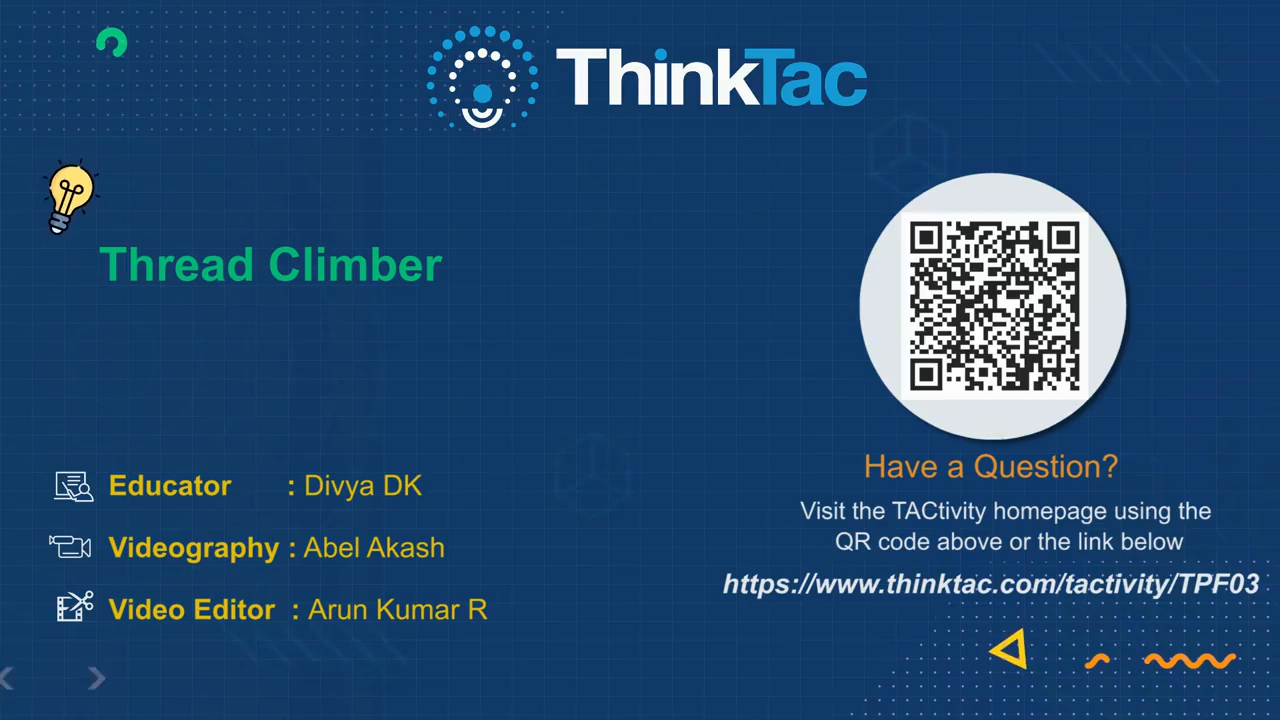 ThinkTac
Thread Climber
Educator : Divya DK
Videography : Abel Akash
Video Editor : Arun Kumar R
Have a Question?
Visit the TACtivity homepage using the
QR code above or the link below
https://www.thinktac.com/tactivity/TPF03